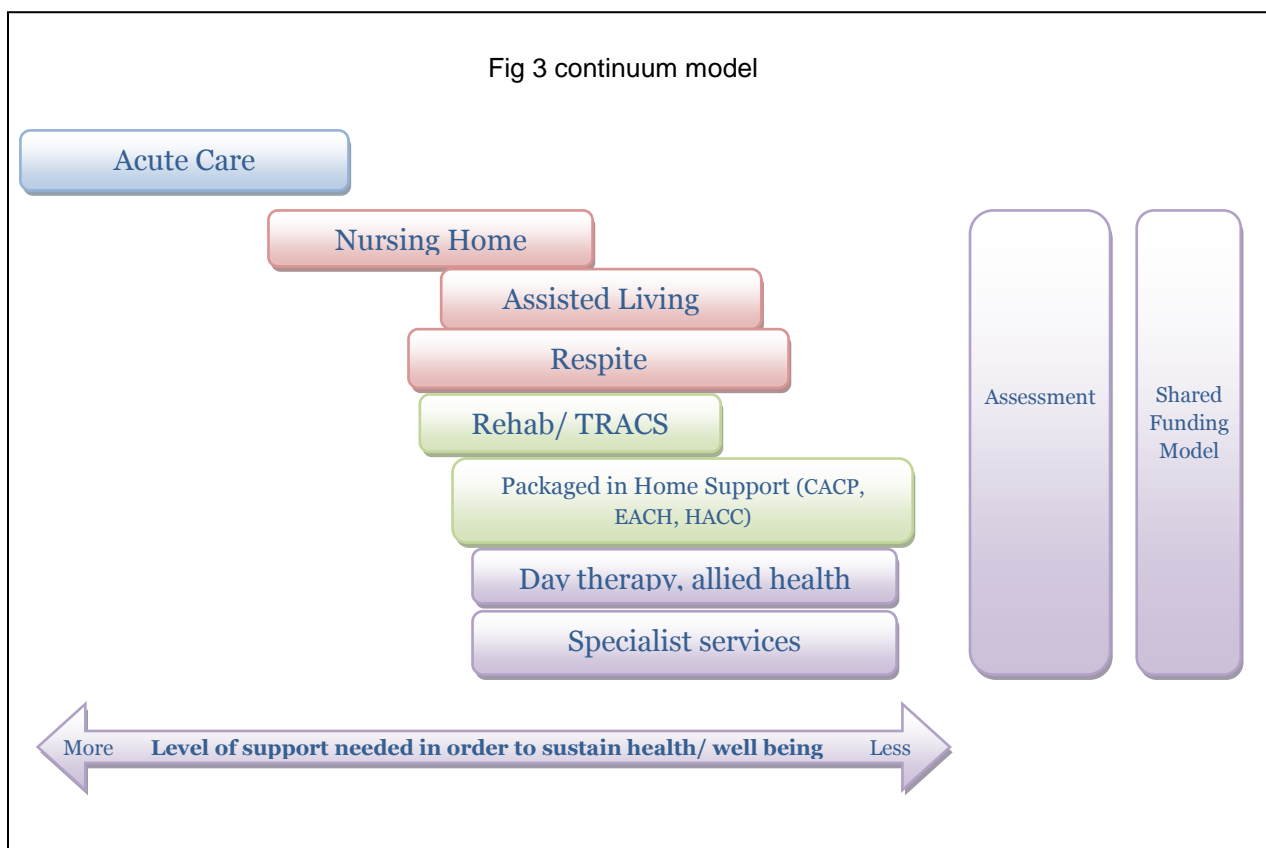 Fig 3 continuum model
Acute Care
Nursing Home
Assisted Living
Respite
Rehab/ TRACS
Packaged in Home Support (CACP,
EACH, HACC)
Day therapy, allied health
Specialist services
Assessment
Shared
Funding
Model
More Level of support needed in order to sustain health/ well being Less